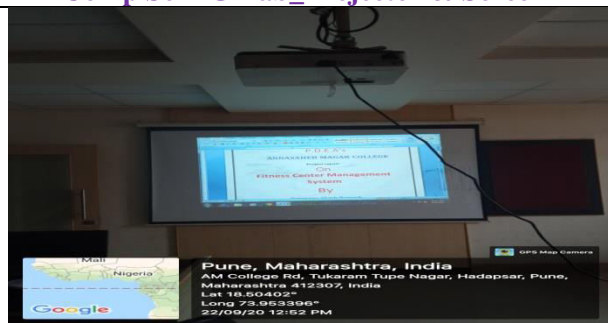 P.D.E.A's
ANNASAHEB MAGAR COLLEGE
On
Fitness Center Management
System
By
GPS Map Camera
Mali
Nigeria
Google
Pune, Maharashtra, India
AM College Rd, Tukaram Tupe Nagar, Hadapsar, Pune,
Maharashtra 412307, India
Lat 18.50402°
Long 73.953396°
22/09/20 12:52 PM